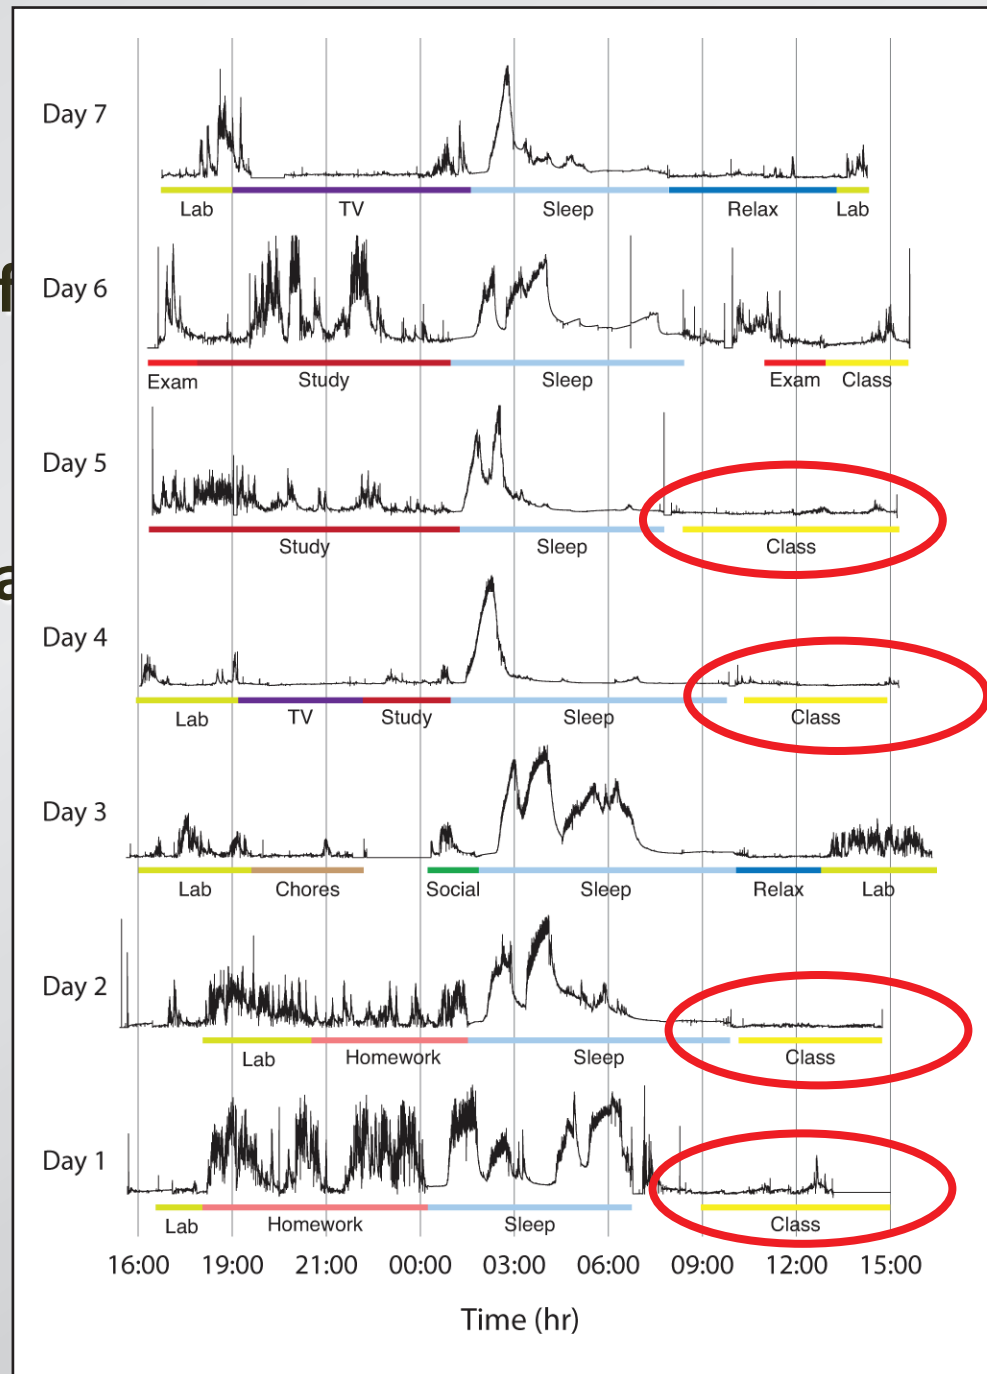 Day 7
Lab TV Sleep Relax Lab
f
Day 6
Exam Study Sleep Exam Class
Day 5
Study Sleep Class
a
Day 4
Lab TV Study Sleep Class
Day 3
Lab Chores Social Sleep Relax Lab
Day 2
Lab Homework Sleep Class
Day 1
Lab Homework Sleep Class
16:00 19:00 21:00 00:00 03:00 06:00 09:00 12:00 15:00
Time (hr)